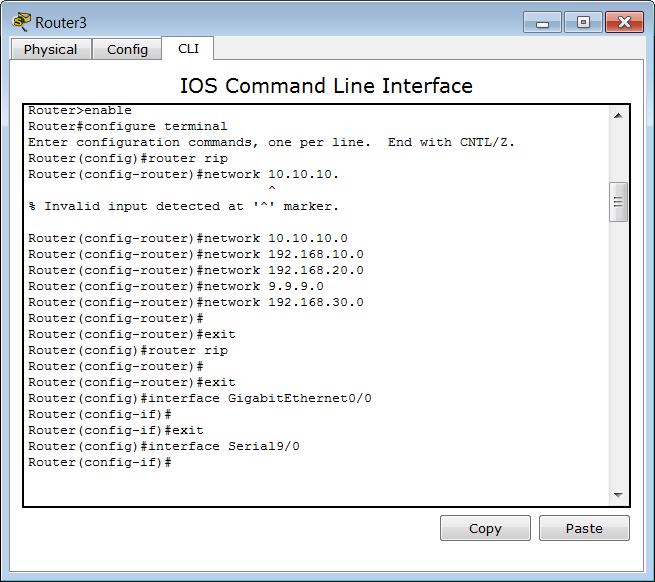 Router3
Physical Config CLI
IOS Command Line Interface
Router>enable
Router#configure terminal
Enter configuration commands, one per line.  End with CNTL/Z.
Router(config)#router rip
Router(config-router)#network 10.10.10.
^
% Invalid input detected at '^' marker.
Router(config-router)#network 10.10.10.0
Router(config-router)#network 192.168.10.0
Router(config-router)#network 192.168.20.0
Router(config-router)#network 9.9.9.0
Router(config-router)#network 192.168.30.0
Router(config-router)#
Router(config-router)#exit
Router(config)#router rip
Router(config-router)#
Router(config-router)#exit
Router(config)#interface GigabitEthernet0/0
Router(config-if)#
Router(config-if)#exit
Router(config)#interface Serial9/0
Router(config-if)#
Copy Paste